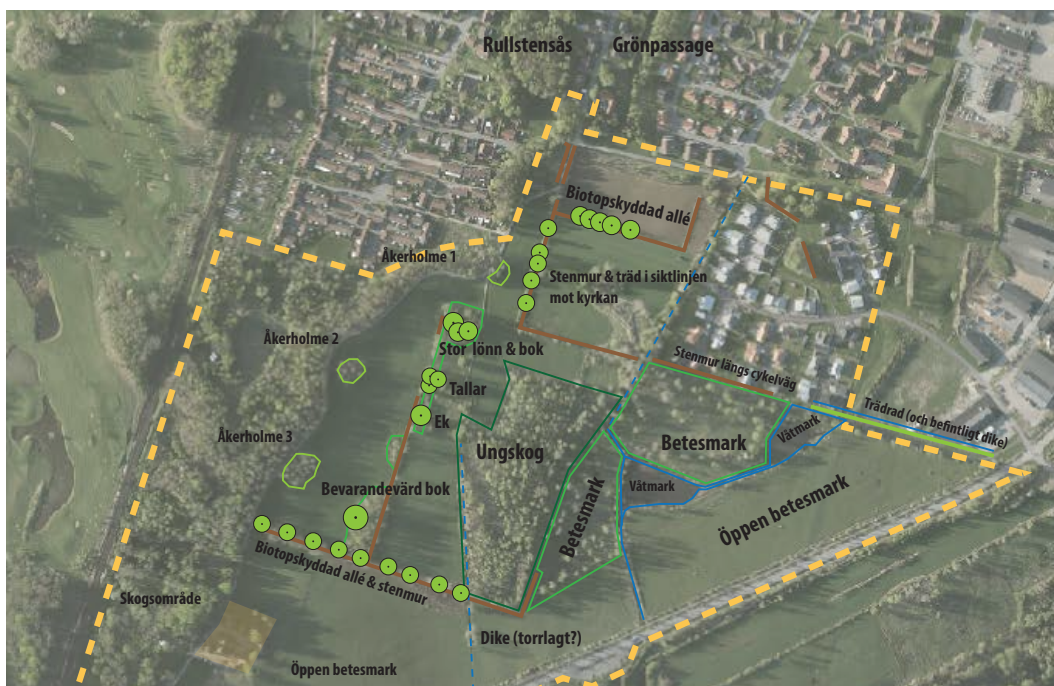 Rullstensås
Grönpassage
Biotopskyddad allé
Åkerholme 1
Stenmur & träd i siktlinjen
mot kyrkan
Åkerholme 2
Stor lönn & bok
Stenmur längs cykelväg
Tallar
Trädrad (och befintligt dike)
Ek
Åkerholme 3
Ungskog
Betesmark
Våtmark
Våtmark
Bevarandevärd bok
Betesmark
Öppen betesmark
Biotopskyddad allé & stenmur
Skogsområde
Dike (torrlagt?)
Öppen betesmark